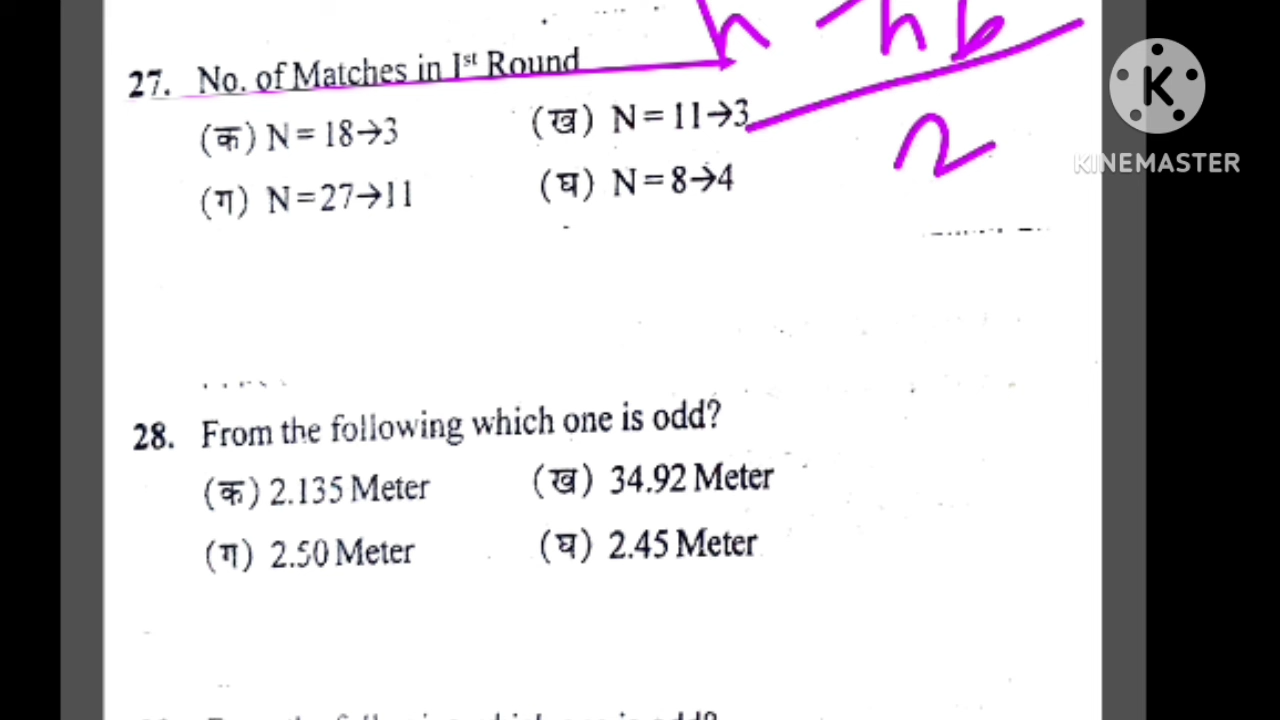 n - nb
27. No. of Matches in Ist Round
2
(क) N = 18→3 (ख) N = 11→3
(ग) N = 27→11 (घ) N = 8→4
K
KINEMASTER
28. From the following which one is odd?
(क) 2.135 Meter (ख) 34.92 Meter
(ग) 2.50 Meter (घ) 2.45 Meter